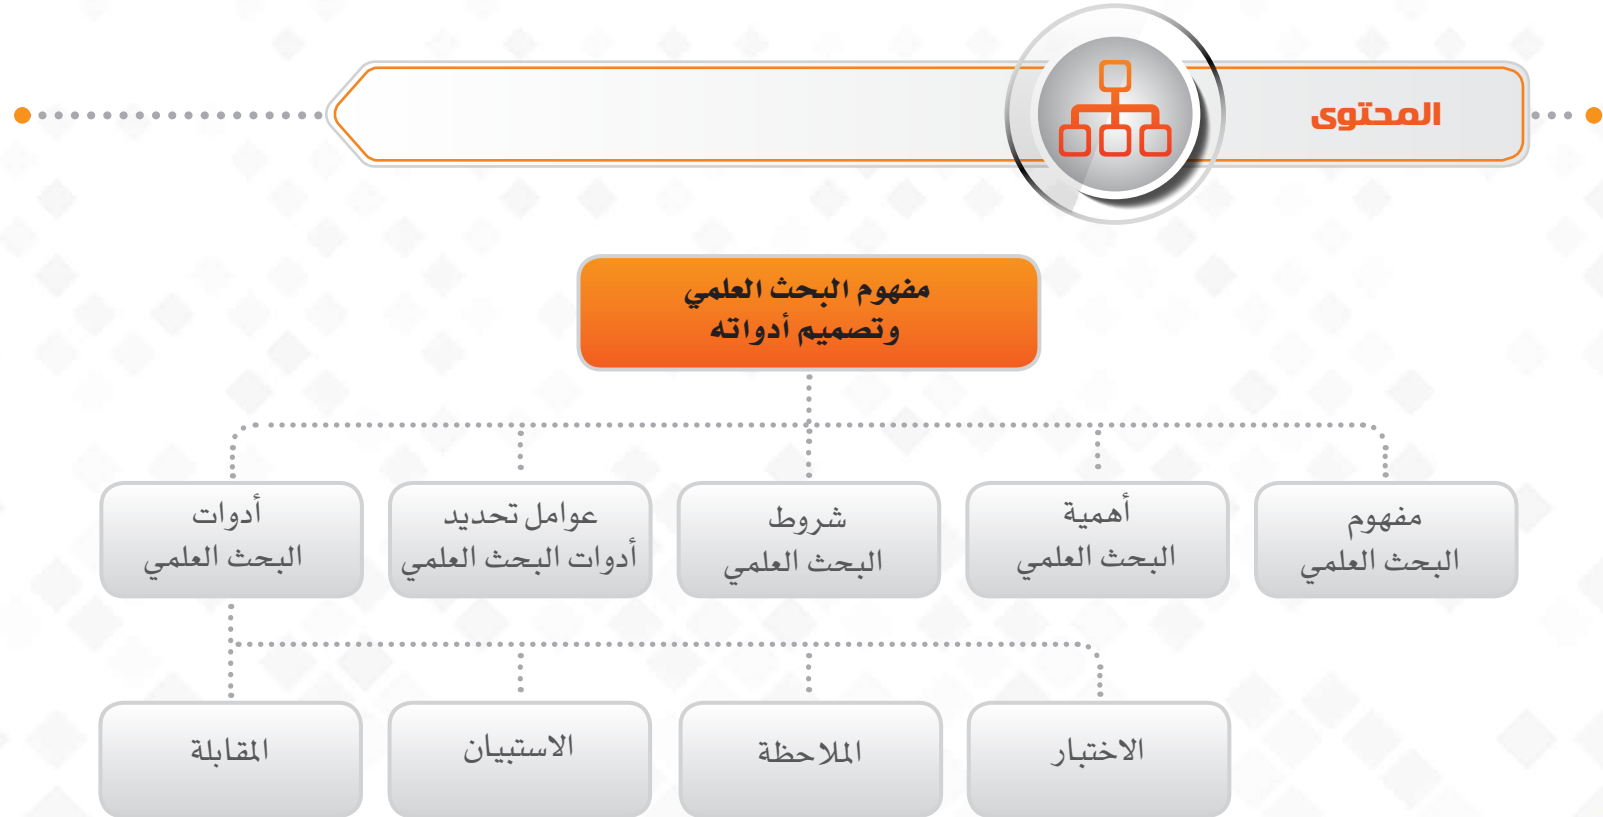 المحتوى
مفهوم البحث العلمي
وتصميم أدواته
مفهوم
البحث العلمي
أهمية
البحث العلمي
شروط
البحث العلمي
عوامل تحديد
أدوات البحث العلمي
أدوات
البحث العلمي
الاختبار
الملاحظة
الاستبيان
المقابلة